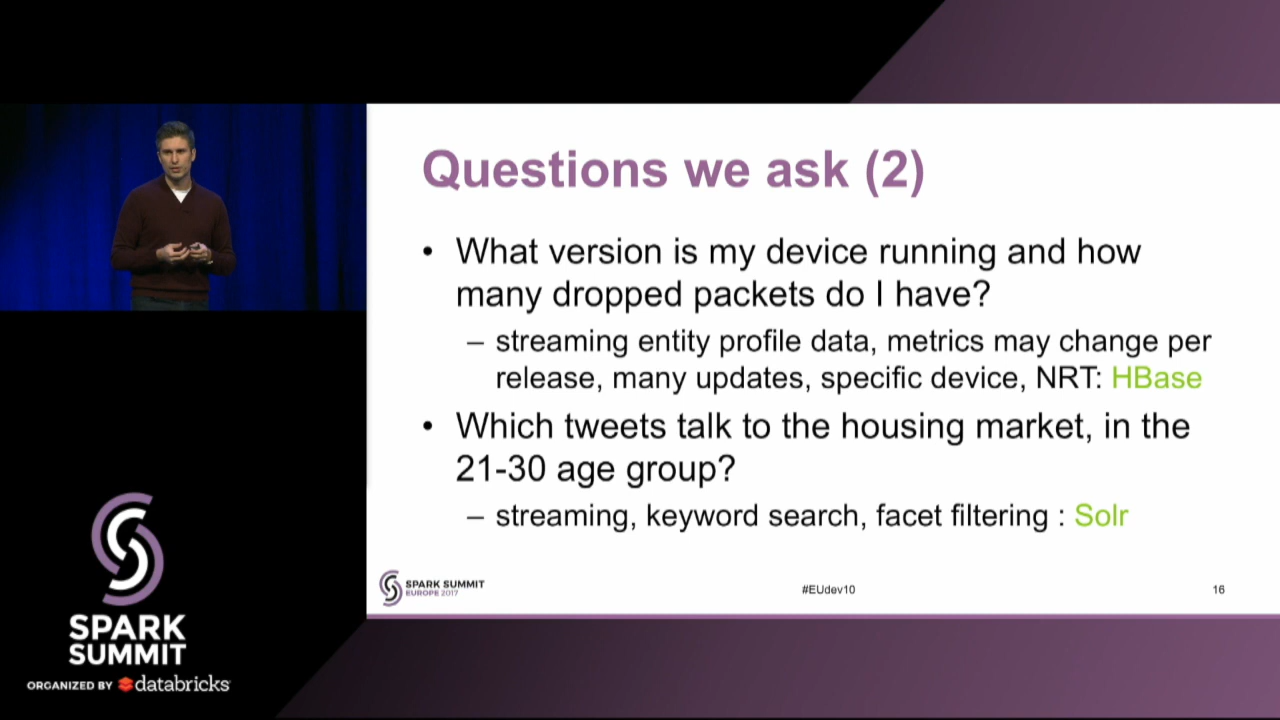 Questions we ask (2)
• What version is my device running and how
many dropped packets do I have?
– streaming entity profile data, metrics may change per
release, many updates, specific device, NRT: HBase
• Which tweets talk to the housing market, in the
21-30 age group?
– streaming, keyword search, facet filtering : Solr
SPARK SUMMIT
EUROPE 2017
#EUdev10
16
SPARK
SUMMIT
ORGANIZED BY databricks